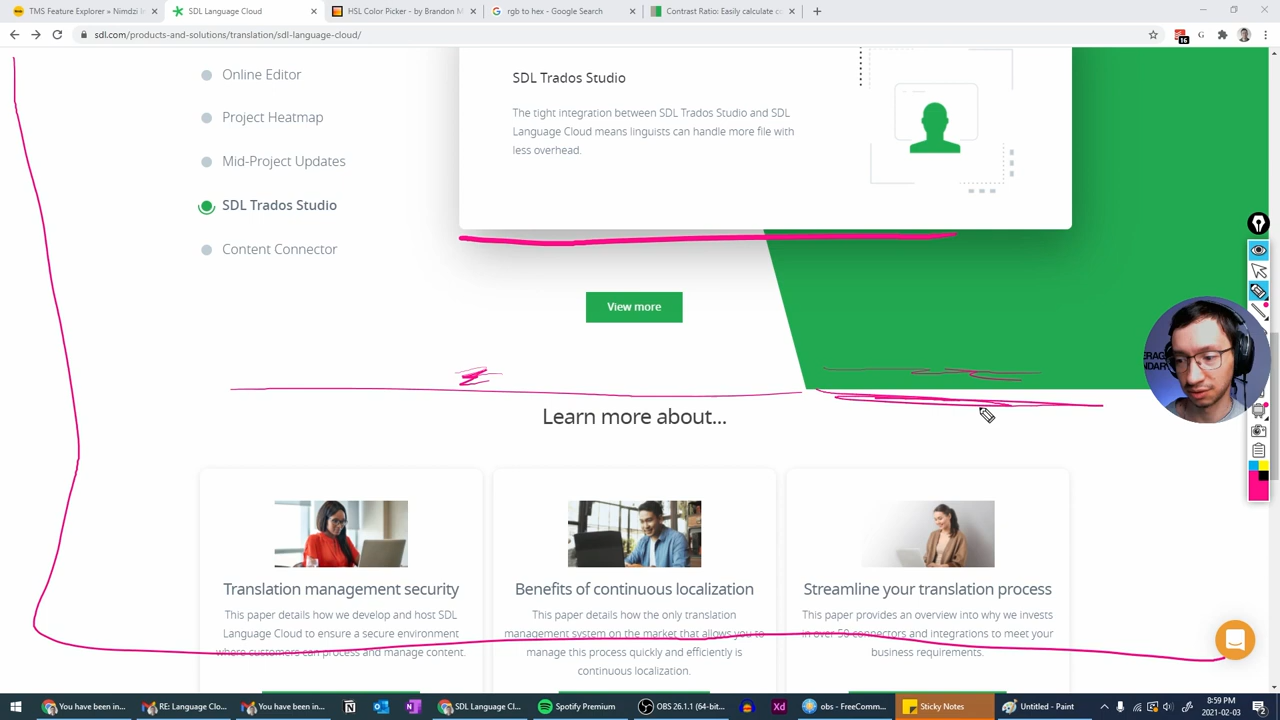 TMS Feature Explorer » Nimdzi In
SDL Language Cloud
HSL Color Picker - by Brandon M
rgb to hex - Google Search
Contrast Ratio: Easily calculate co
sdl.com/products-and-solutions/translation/sdl-language-cloud/
16
Online Editor
Project Heatmap
Mid-Project Updates
SDL Trados Studio
Content Connector
SDL Trados Studio
The tight integration between SDL Trados Studio and SDL
Language Cloud means linguists can handle more file with
less overhead.
View more
Learn more about...
Translation management security
This paper details how we develop and host SDL
Language Cloud to ensure a secure environment
where customers can process and manage content.
Benefits of continuous localization
This paper details how the only translation
management system on the market that allows you to
manage this process quickly and efficiently is
continuous localization.
Streamline your translation process
This paper provides an overview into why we invests
in over 50 connectors and integrations to meet your
business requirements.
You have been in...
RE: Language Clou...
You have been in...
SDL Language Clo...
Spotify Premium
OBS 26.1.1 (64-bit...
obs - FreeComm...
Sticky Notes
Untitled - Paint
8:59 PM
2021-02-03
2